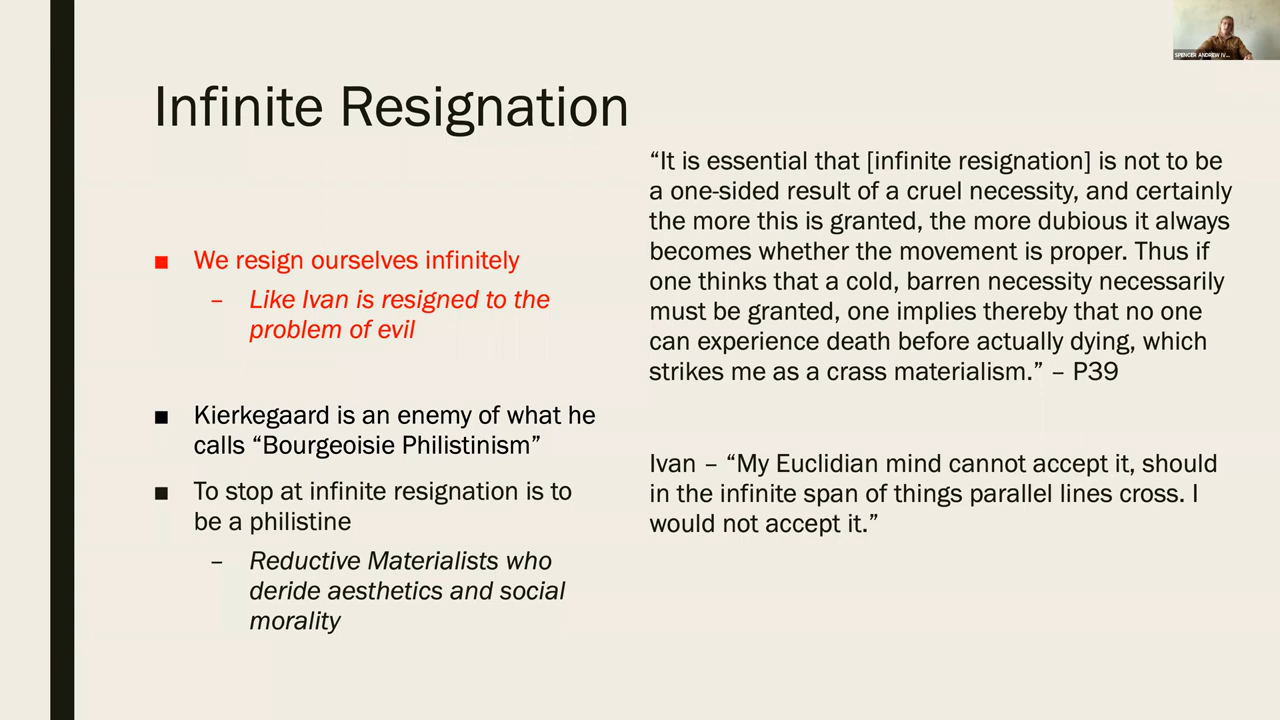 SPENCER ANDREW IV...
Infinite Resignation
■ We resign ourselves infinitely
– Like Ivan is resigned to the
problem of evil
■ Kierkegaard is an enemy of what he
calls “Bourgeoisie Philistinism”
■ To stop at infinite resignation is to
be a philistine
– Reductive Materialists who
deride aesthetics and social
morality
“It is essential that [infinite resignation] is not to be
a one-sided result of a cruel necessity, and certainly
the more this is granted, the more dubious it always
becomes whether the movement is proper. Thus if
one thinks that a cold, barren necessity necessarily
must be granted, one implies thereby that no one
can experience death before actually dying, which
strikes me as a crass materialism.” – P39
Ivan – “My Euclidian mind cannot accept it, should
in the infinite span of things parallel lines cross. I
would not accept it.”